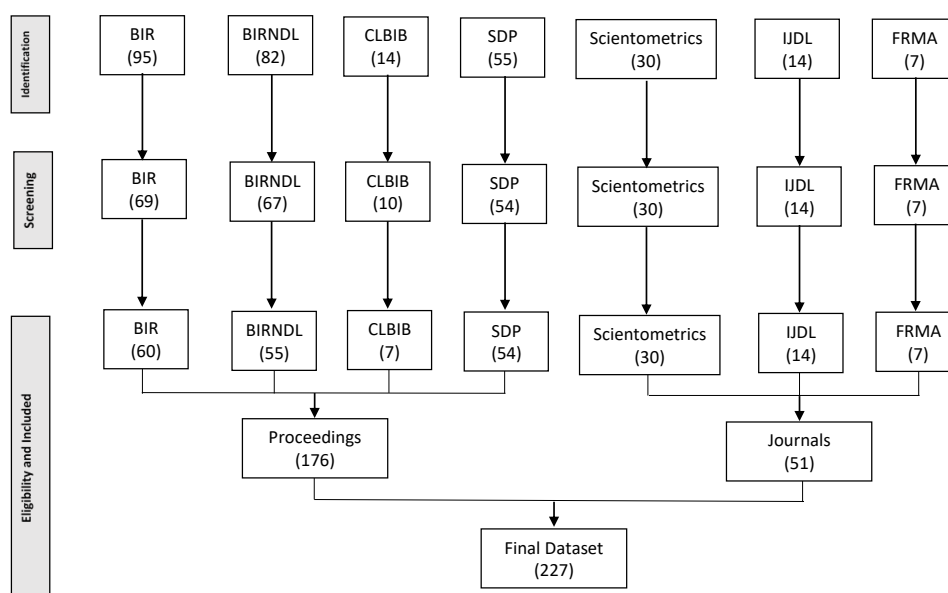 Identification
BIR
(95)
BIRNDL
(82)
CLBIB
(14)
SDP
(55)
Scientometrics
(30)
IJDL
(14)
FRMA
(7)
Screening
BIR
(69)
BIRNDL
(67)
CLBIB
(10)
SDP
(54)
Scientometrics
(30)
IJDL
(14)
FRMA
(7)
Eligibility and Included
BIR
(60)
BIRNDL
(55)
CLBIB
(7)
SDP
(54)
Scientometrics
(30)
IJDL
(14)
FRMA
(7)
Proceedings
(176)
Journals
(51)
Final Dataset
(227)